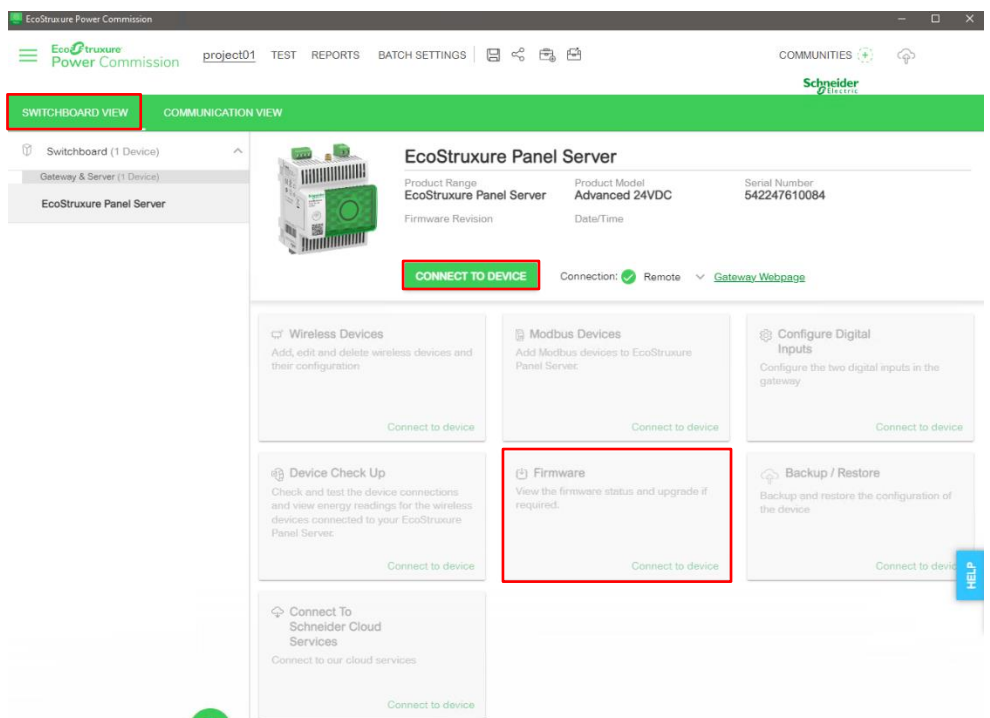 EcoStruxure Power Commission
EcoStruxure
Power Commission
project01 TEST REPORTS BATCH SETTINGS
COMMUNITIES
Schneider
Electric
SWITCHBOARD VIEW COMMUNICATION VIEW
Switchboard (1 Device)
Gateway & Server (1 Device)
EcoStruxure Panel Server
EcoStruxure Panel Server
Product Range Product Model Serial Number
EcoStruxure Panel Server Advanced 24VDC 542247610084
Firmware Revision Date/Time
CONNECT TO DEVICE Connection: Remote Gateway Webpage
Wireless Devices
Add, edit and delete wireless devices and
their configuration
Connect to device
Modbus Devices
Add Modbus devices to EcoStruxure
Panel Server.
Connect to device
Configure Digital
Inputs
Configure the two digital inputs in the
gateway
Connect to device
Device Check Up
Check and test the device connections
and view energy readings for the wireless
devices connected to your EcoStruxure
Panel Server.
Connect to device
Firmware
View the firmware status and upgrade if
required.
Connect to device
Backup / Restore
Backup and restore the configuration of
the device
Connect to devic
HELP
Connect To
Schneider Cloud
Services
Connect to our cloud services
Connect to device